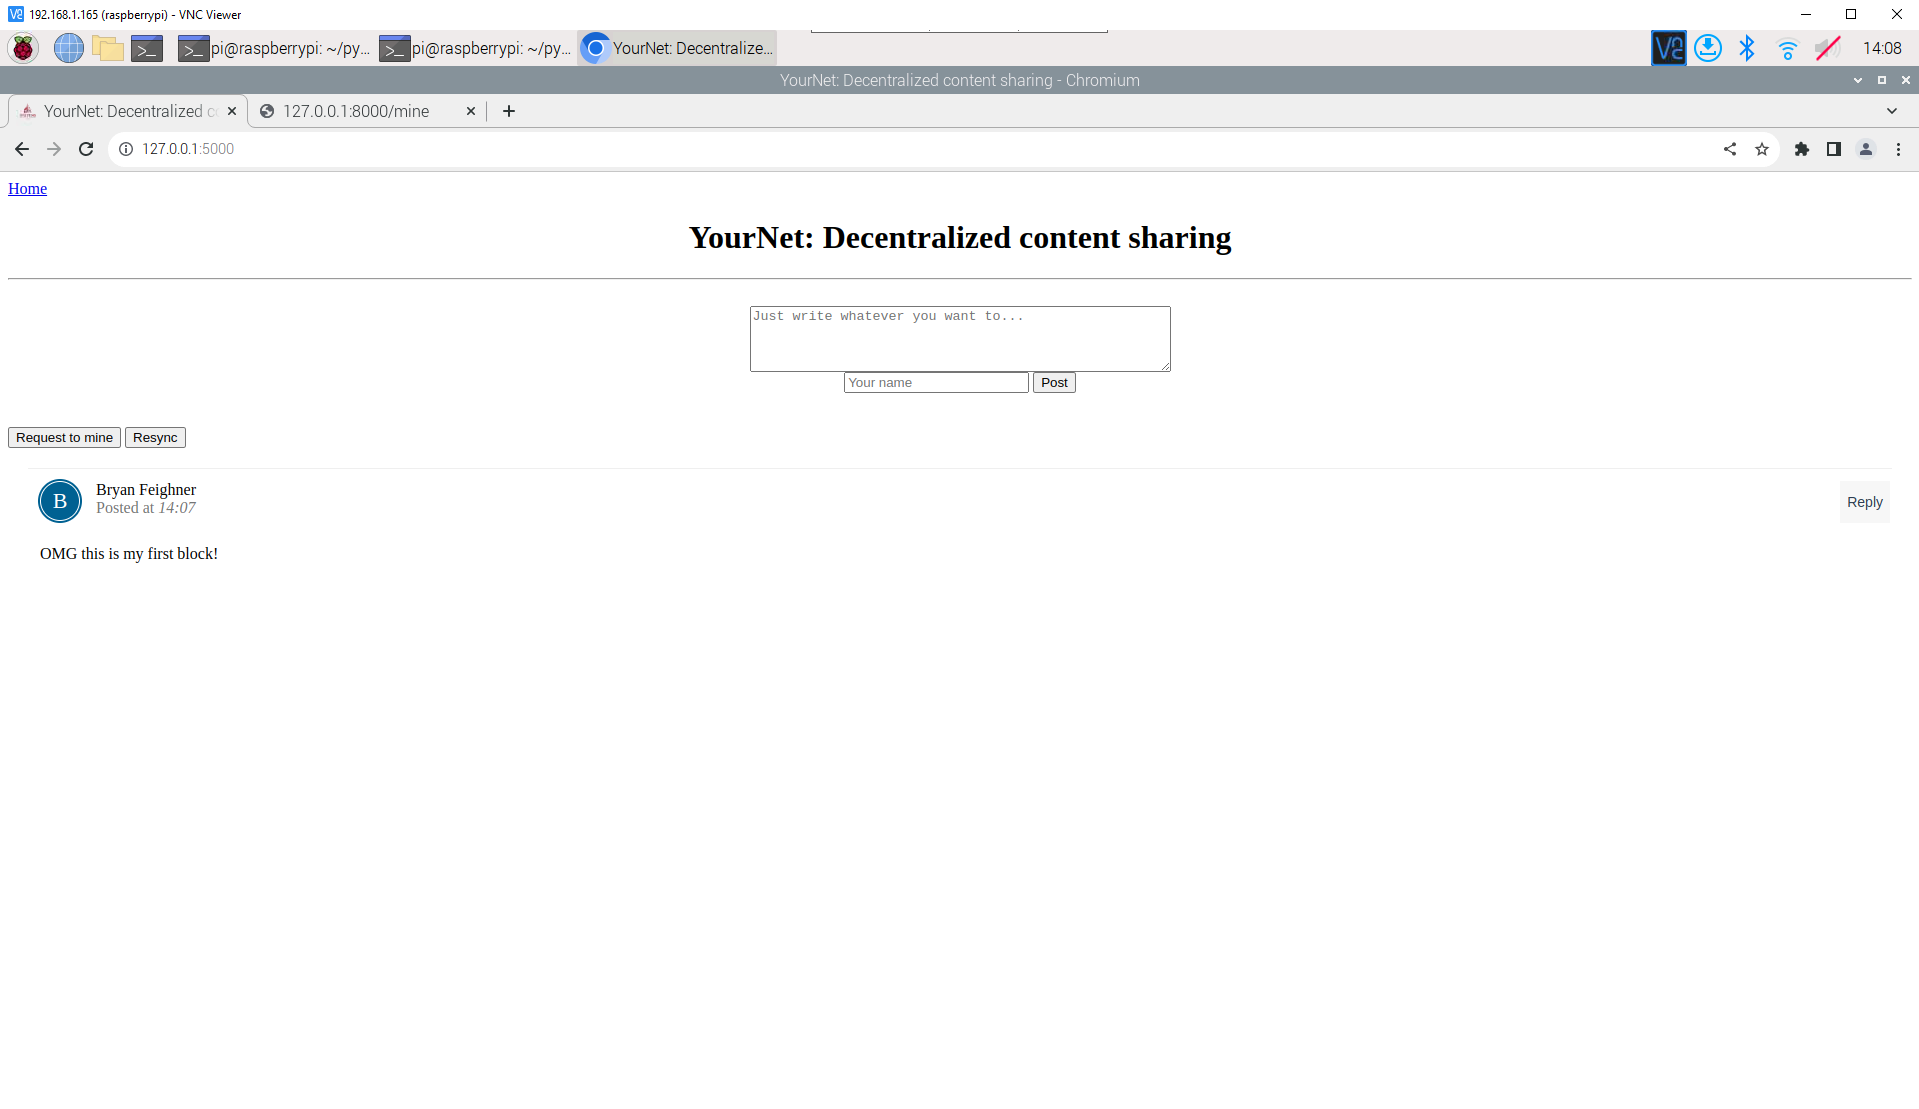 192.168.1.165 (raspberrypi) - VNC Viewer
pi@raspberrypi: ~/py... pi@raspberrypi: ~/py... YourNet: Decentralize... 14:08
YourNet: Decentralized content sharing - Chromium
YourNet: Decentralized co 127.0.0.1:8000/mine
127.0.0.1:5000
Home
YourNet: Decentralized content sharing
Just write whatever you want to...
Your name Post
Request to mine Resync
B Bryan Feighner
Posted at 14:07
Reply
OMG this is my first block!